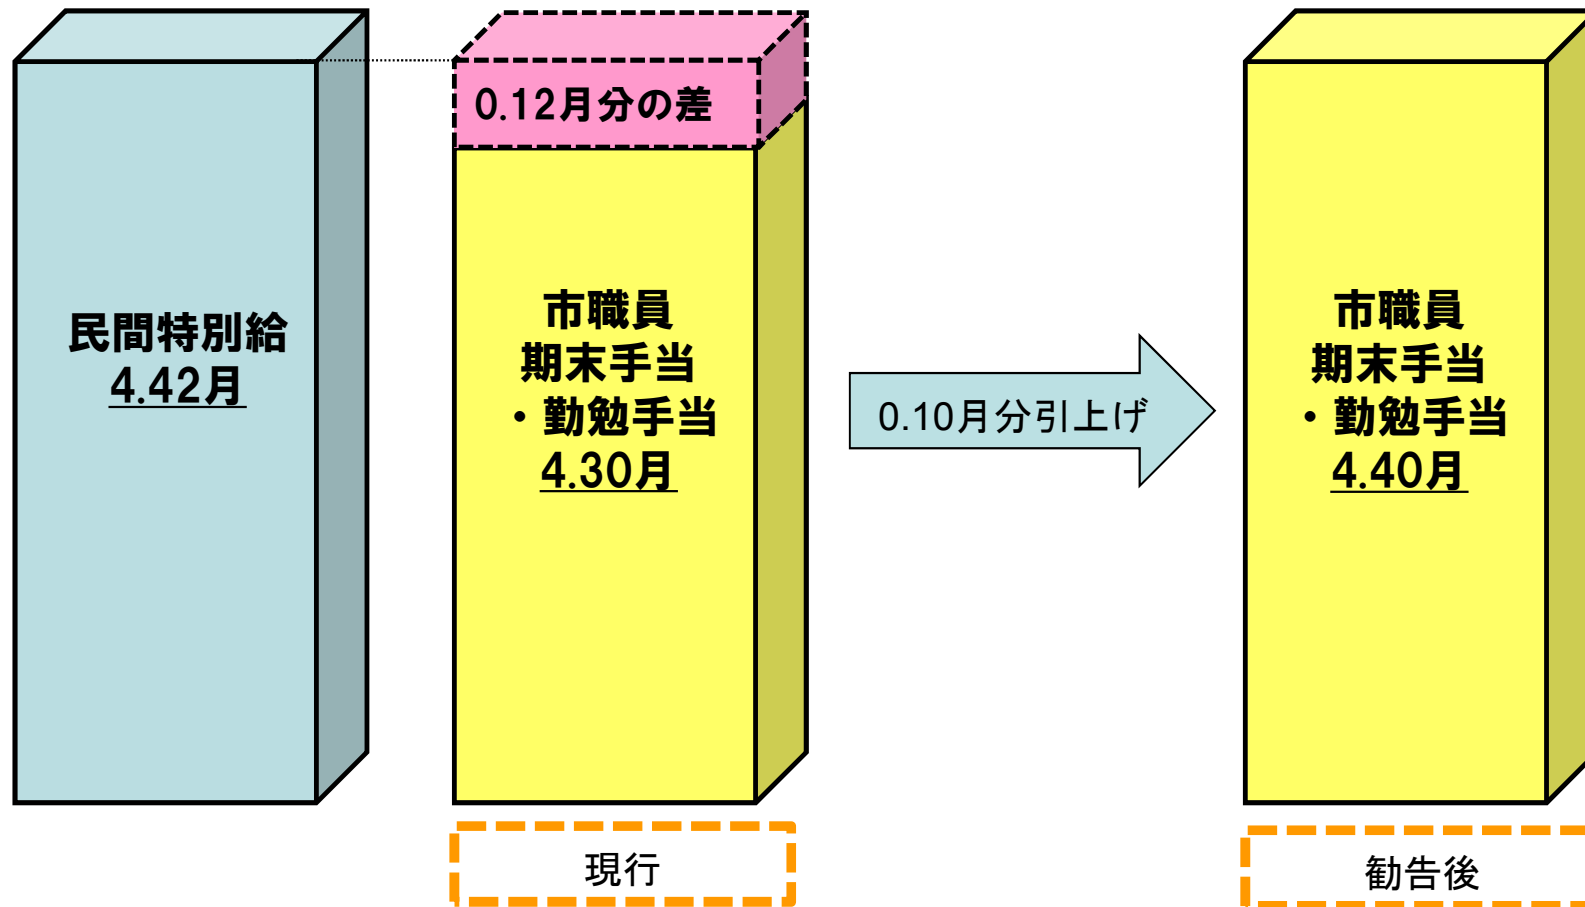 0.12月分の差
民間特別給
4.42月
市職員
期末手当
・勤勉手当
4.30月
0.10月分引上げ
市職員
期末手当
・勤勉手当
4.40月
現行
勧告後